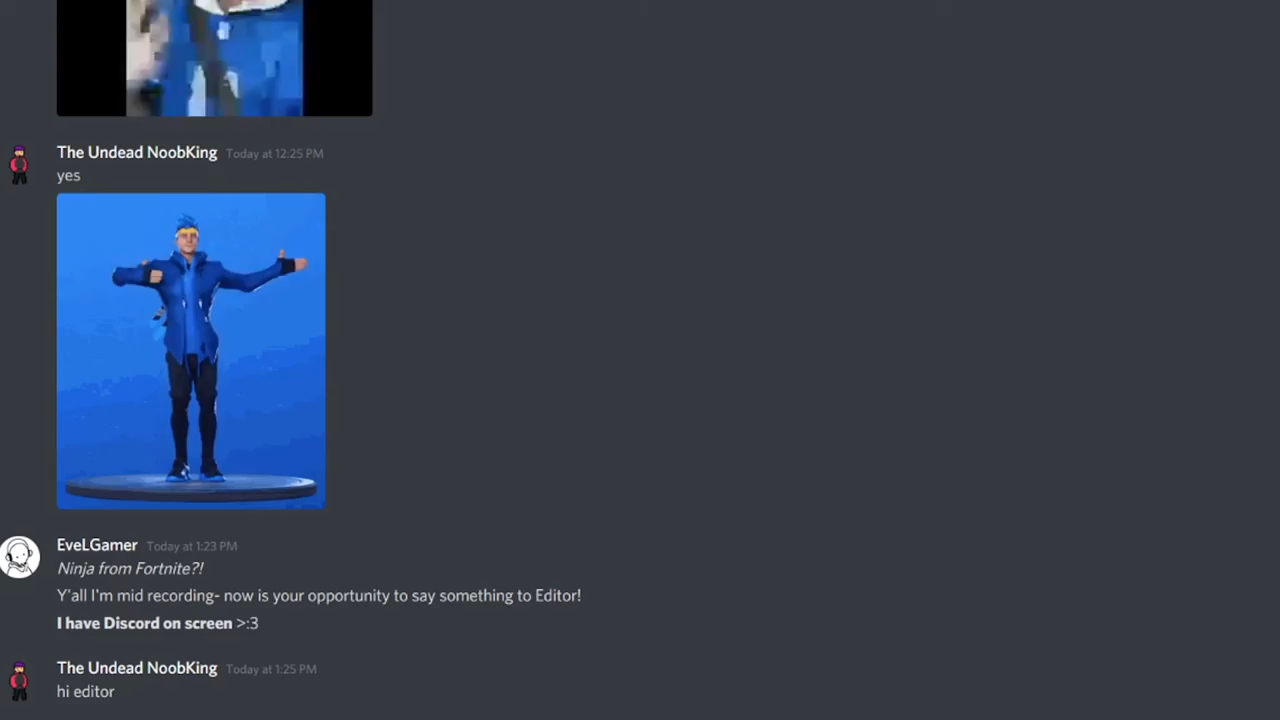 The Undead NoobKing Today at 12:25 PM
yes
EveLGamer Today at 1:23 PM
Ninja from Fortnite?!
Y'all I'm mid recording- now is your opportunity to say something to Editor!
I have Discord on screen >:3
The Undead NoobKing Today at 1:25 PM
hi editor